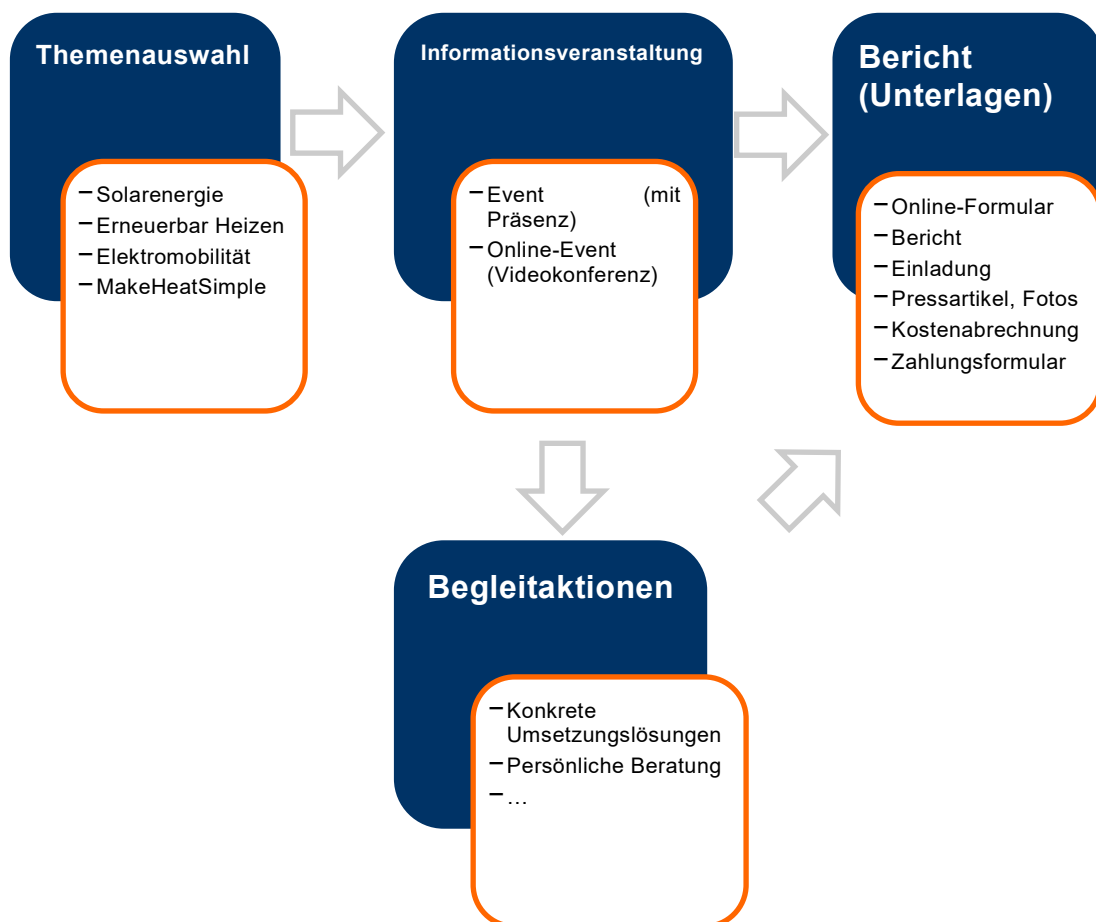 Themenauswahl
– Solarenergie
– Erneuerbar Heizen
– Elektromobilität
– MakeHeatSimple
Informationsveranstaltung
– Event (mit
Präsenz)
– Online-Event
(Videokonferenz)
Bericht
(Unterlagen)
– Online-Formular
– Bericht
– Einladung
– Pressartikel, Fotos
– Kostenabrechnung
– Zahlungsformular
Begleitaktionen
– Konkrete
Umsetzungslösungen
– Persönliche Beratung
– …